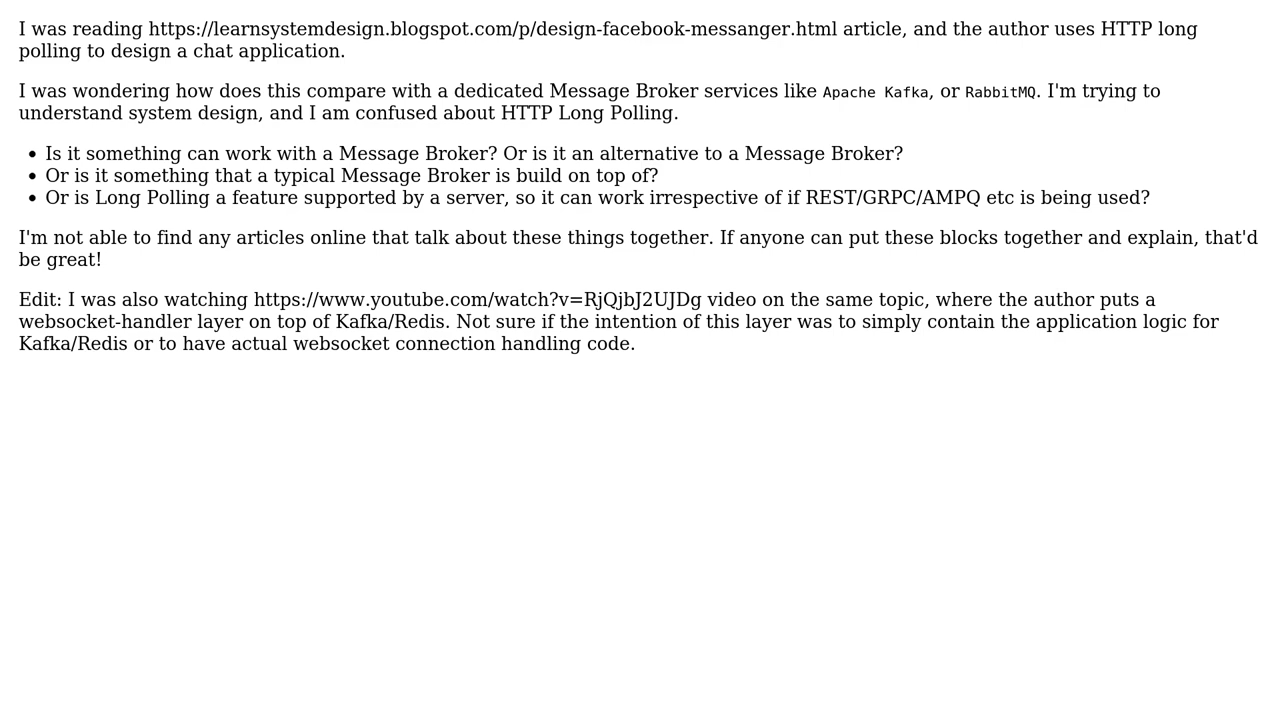 I was reading https://learnsystemdesign.blogspot.com/p/design-facebook-messanger.html article, and the author uses HTTP long
polling to design a chat application.
I was wondering how does this compare with a dedicated Message Broker services like Apache Kafka, or RabbitMQ. I'm trying to
understand system design, and I am confused about HTTP Long Polling.
• Is it something can work with a Message Broker? Or is it an alternative to a Message Broker?
• Or is it something that a typical Message Broker is build on top of?
• Or is Long Polling a feature supported by a server, so it can work irrespective of if REST/GRPC/AMPQ etc is being used?
I'm not able to find any articles online that talk about these things together. If anyone can put these blocks together and explain, that'd
be great!
Edit: I was also watching https://www.youtube.com/watch?v=RjQjbJ2UJDg video on the same topic, where the author puts a
websocket-handler layer on top of Kafka/Redis. Not sure if the intention of this layer was to simply contain the application logic for
Kafka/Redis or to have actual websocket connection handling code.